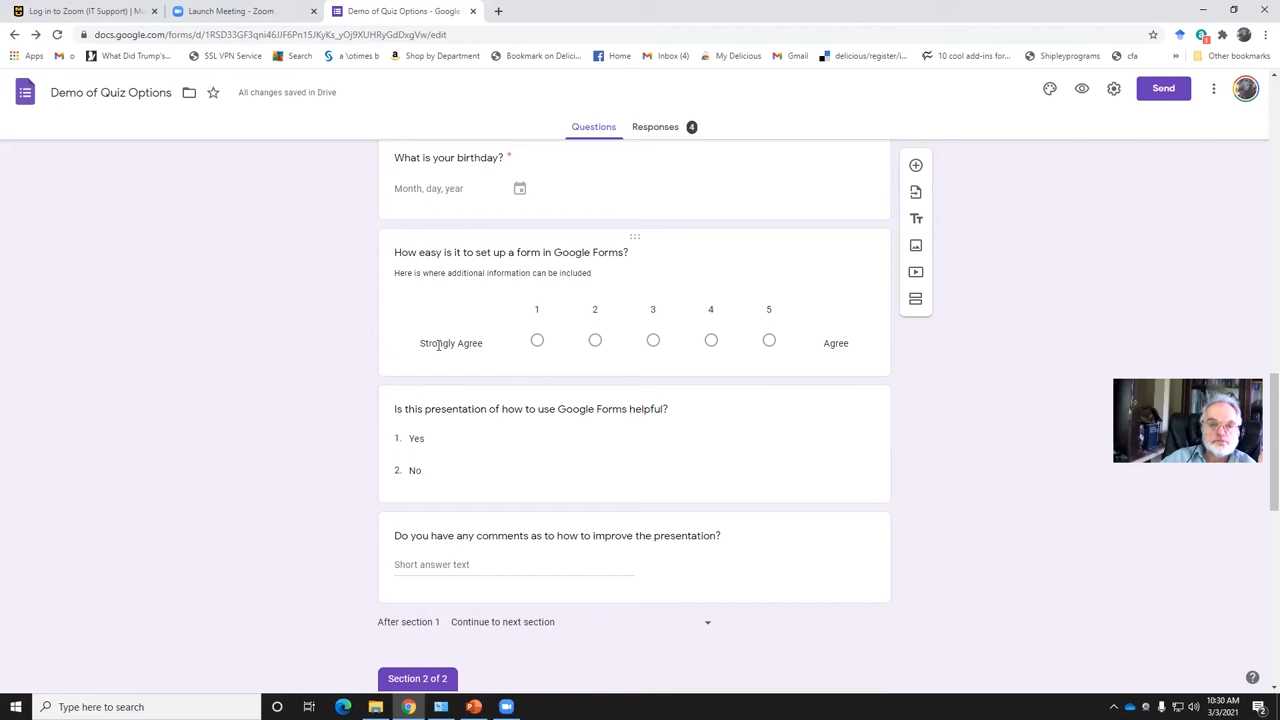 Log in to Zoom (IT Support) | Mo
Launch Meeting - Zoom
Demo of Quiz Options - Google
docs.google.com/forms/d/1RSD33GF3qni46JJF6Pn15JKyKs_yOj9XUHRyGdDxgVw/edit
Apps
o
What Did Trump's...
SSL VPN Service
Search
a \otimes b
Shop by Department
Bookmark on Delici...
Home
Inbox (4)
My Delicious
Gmail
delicious/register/i...
10 cool add-ins for...
Shipleyprograms
cfa
»
Other bookmarks
Demo of Quiz Options
All changes saved in Drive
Send
Questions
Responses 4
What is your birthday? *
Month, day, year
How easy is it to set up a form in Google Forms?
Here is where additional information can be included
1 2 3 4 5
Strongly Agree
Agree
Is this presentation of how to use Google Forms helpful?
1. Yes
2. No
Do you have any comments as to how to improve the presentation?
Short answer text
After section 1 Continue to next section
Section 2 of 2
Type here to search
10:30 AM
3/3/2021